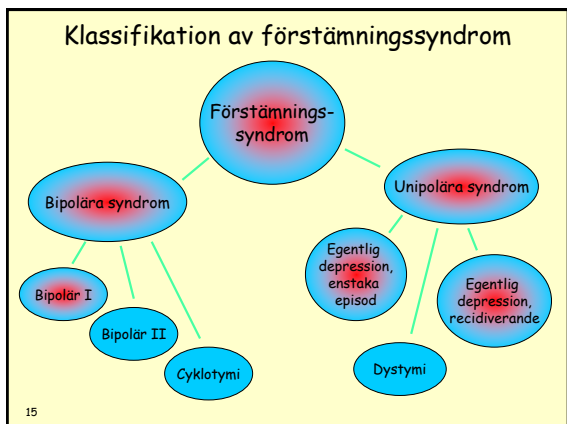 Klassifikation av förstämningssyndrom
Förstämnings-
syndrom
Bipolära syndrom
Unipolära syndrom
Bipolär I
Bipolär II
Cyklotymi
Egentlig
depression,
enstaka
episod
Dystymi
Egentlig
depression,
recidiverande
15